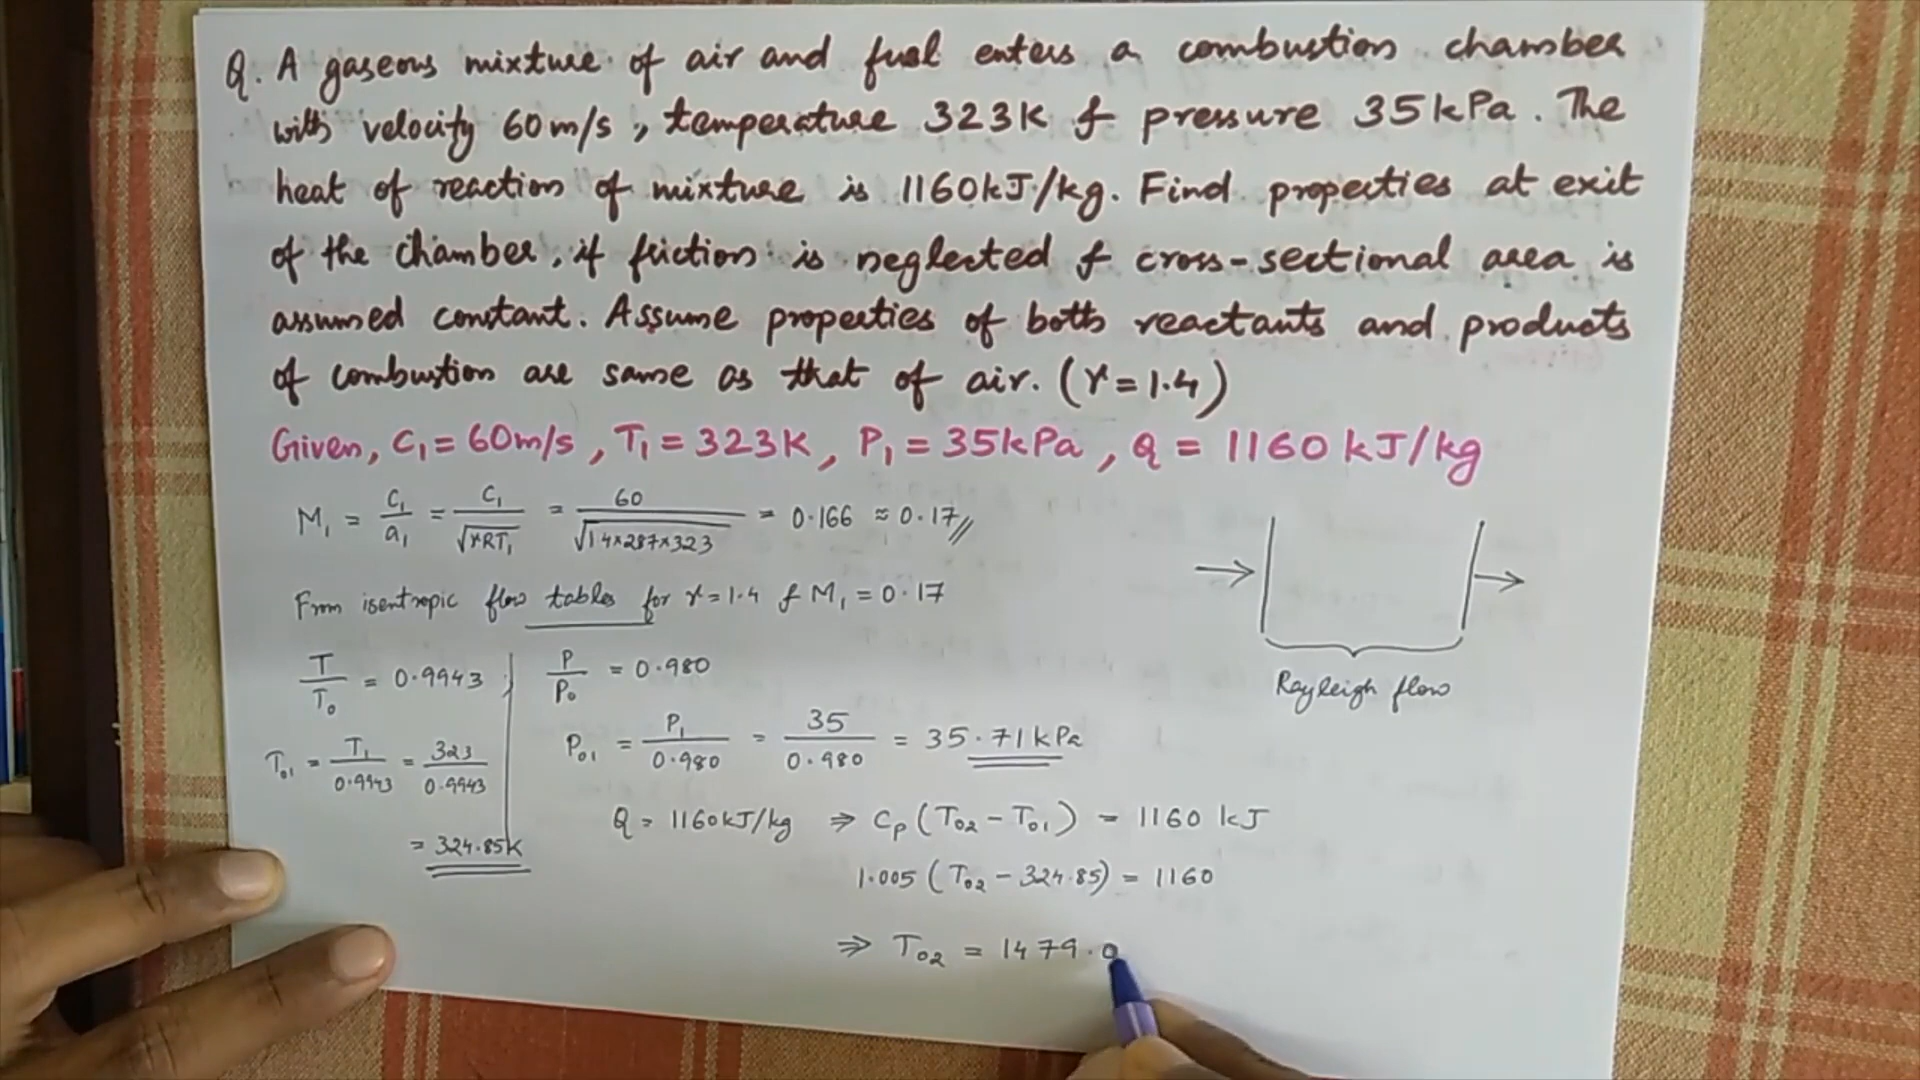 Q. A gaseous mixture of air and fuel enters a combustion chamber
with velocity 60m/s, temperature 323K & pressure 35kPa. The
heat of reaction of mixture is 1160kJ/kg. Find properties at exit
of the chamber, if friction is neglected & cross-sectional area is
assumed constant. Assume properties of both reactants and products
of combustion are same as that of air. (γ=1.4)
Given, C₁=60m/s, T₁=323K, P₁=35kPa, Q=1160kJ/kg
M₁ = C₁/a₁ = C₁/√γRT₁ = 60/√1.4×287×323 = 0.166 ≈ 0.17//
From isentropic flow tables for γ=1.4 & M₁=0.17
T/T₀ = 0.9943; P/P₀ = 0.980
Rayleigh flow
T₀₁ = T₁/0.9943 = 323/0.9943
P₀₁ = P₁/0.980 = 35/0.980 = 35.71kPa
= 324.85K
Q = 1160kJ/kg ⇒ Cp(T₀₂ − T₀₁) = 1160 kJ
1.005(T₀₂ − 324.85) = 1160
⇒ T₀₂ = 1479.0